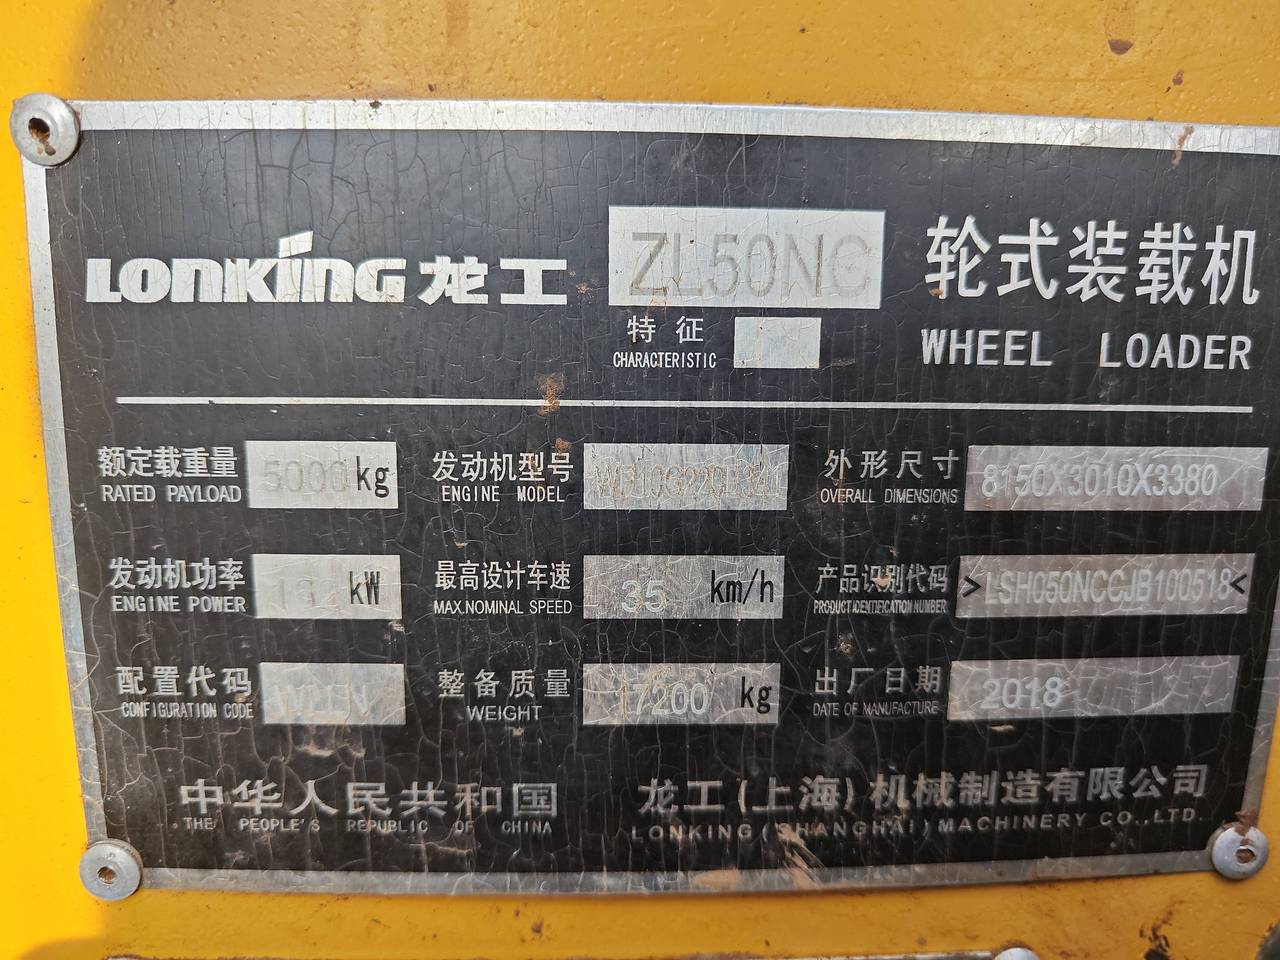 LONKING 龙工 ZL50NC 轮式装载机
特征
CHARACTERISTIC
WHEEL LOADER
额定载重量 5000kg 发动机型号 外形尺寸 8150X3010X3380
RATED PAYLOAD ENGINE MODEL OVERALL DIMENSIONS
发动机功率 162kW 最高设计车速 35 km/h 产品识别代码 >LSH050NCCJB100518<
ENGINE POWER MAX.NOMINAL SPEED PRODUCT IDENTIFICATION NUMBER
配置代码 整备质量 17200 kg 出厂日期 2018
CONFIGURATION CODE WEIGHT DATE OF MANUFACTURE
中华人民共和国 龙工(上海)机械制造有限公司
THE PEOPLE'S REPUBLIC OF CHINA LONKING(SHANGHAI)MACHINERY CO.,LTD.